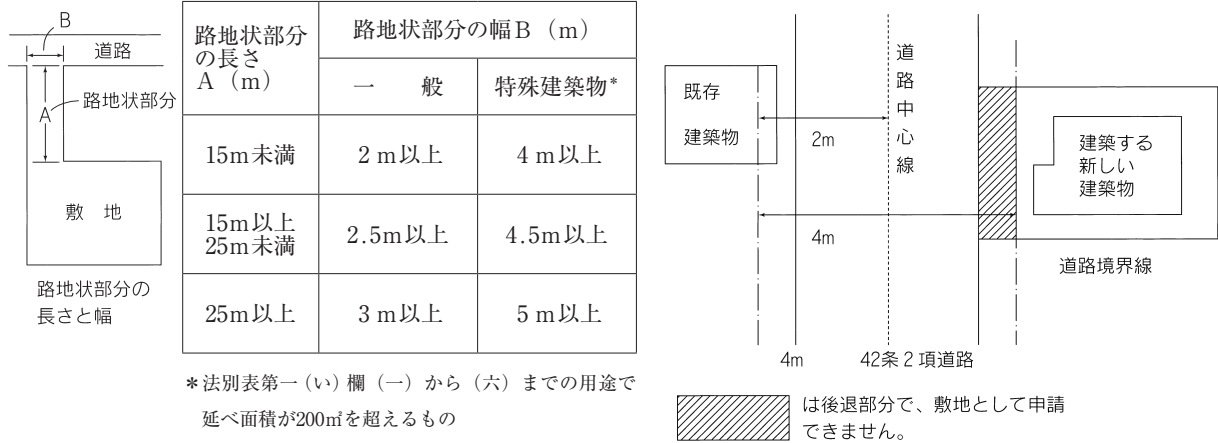 B
道路
A
路地状部分
敷 地
路地状部分の
長さと幅
路地状部分
の長さ
A（m）
路地状部分の幅B（m）
一 般
特殊建築物*
15m未満
2m以上
4m以上
15m以上
25m未満
2.5m以上
4.5m以上
25m以上
3m以上
5m以上
*法別表第一（い）欄（一）から（六）までの用途で
延べ面積が200㎡を超えるもの
既存
建築物
道路中心線
2m
4m
建築する
新しい
建築物
道路境界線
4m
42条2項道路
は後退部分で、敷地として申請
できません。